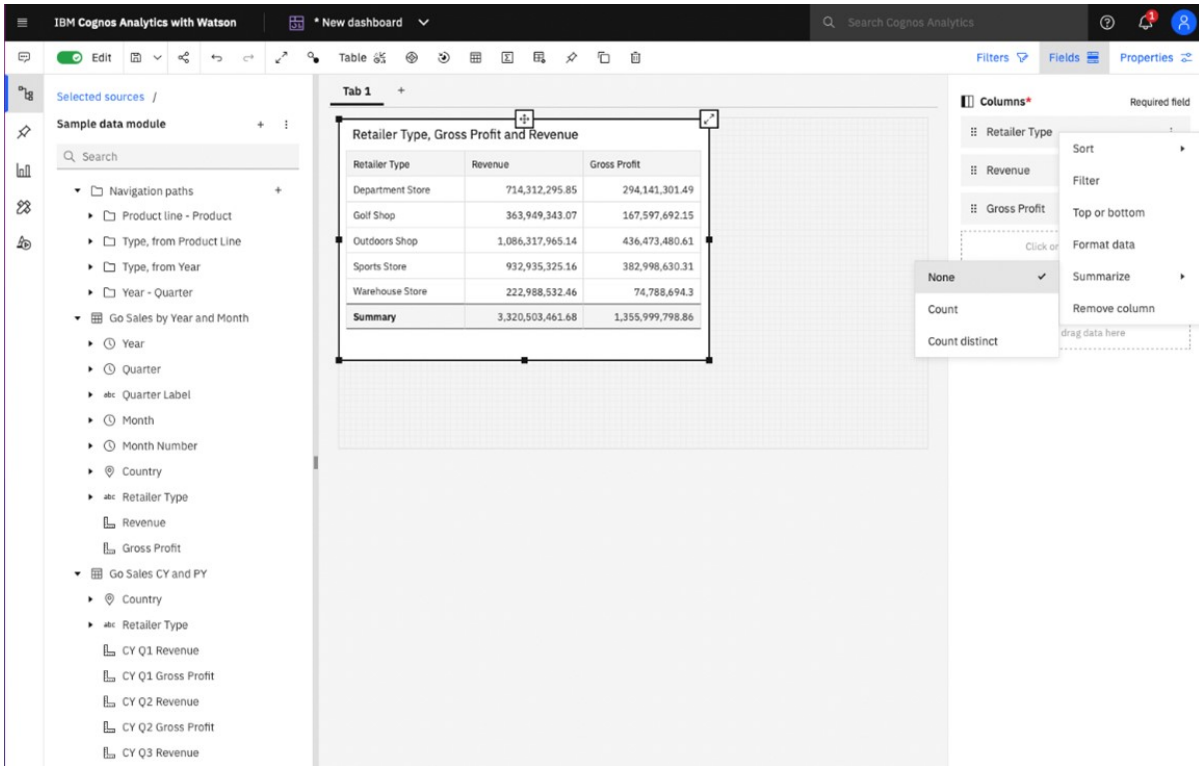 IBM Cognos Analytics with Watson
* New dashboard
Search Cognos Analytics
1
Edit
Table
Filters
Fields
Properties
Selected sources /
Sample data module
Search
Navigation paths
Product line - Product
Type, from Product Line
Type, from Year
Year - Quarter
Go Sales by Year and Month
Year
Quarter
abc Quarter Label
Month
Month Number
Country
abc Retailer Type
Revenue
Gross Profit
Go Sales CY and PY
Country
abc Retailer Type
CY Q1 Revenue
CY Q1 Gross Profit
CY Q2 Revenue
CY Q2 Gross Profit
CY Q3 Revenue
Tab 1
Retailer Type, Gross Profit and Revenue
Retailer Type Revenue Gross Profit
Department Store 714,312,295.85 294,141,301.49
Golf Shop 363,949,343.07 167,597,692.15
Outdoors Shop 1,086,317,965.14 436,473,480.61
Sports Store 932,935,325.16 382,998,630.31
Warehouse Store 222,988,532.46 74,788,694.3
Summary 3,320,503,461.68 1,355,999,798.86
Columns* Required field
Retailer Type
Revenue
Gross Profit
Click or
drag data here
Sort
Filter
Top or bottom
Format data
Summarize
Remove column
None
Count
Count distinct